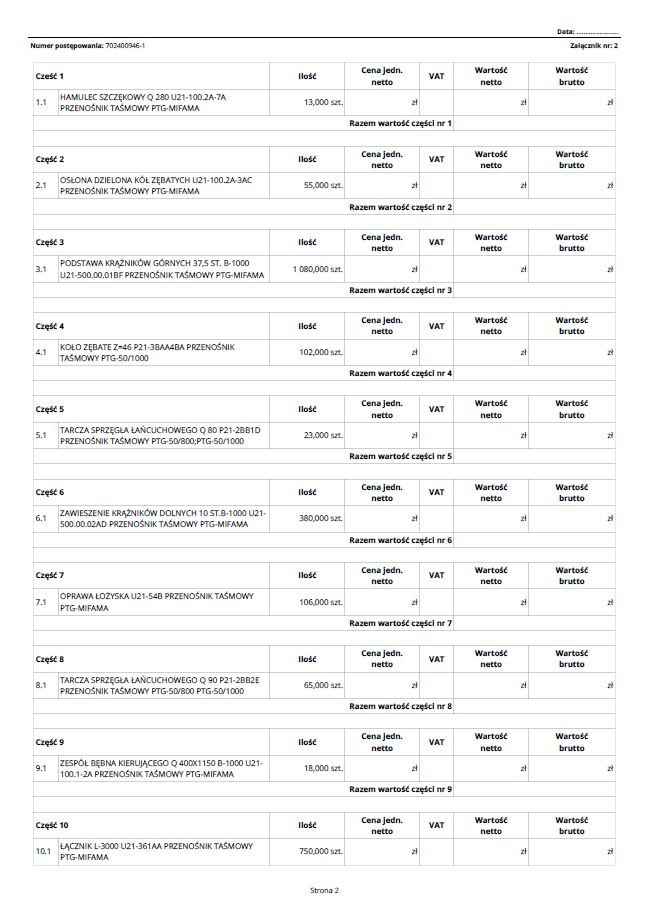 Data: ......................
Numer postępowania: 702400946-1 Załącznik nr: 2
Część 1 Ilość Cena jedn. netto VAT Wartość netto Wartość brutto
1.1 HAMULEC SZCZĘKOWY Q 280 U21-100.2A-7A
PRZENOŚNIK TAŚMOWY PTG-MIFAMA 13,000 szt. zł zł zł
Razem wartość części nr 1
Część 2 Ilość Cena jedn. netto VAT Wartość netto Wartość brutto
2.1 OSŁONA DZIELONA KÓŁ ZĘBATYCH U21-100.2A-3AC
PRZENOŚNIK TAŚMOWY PTG-MIFAMA 55,000 szt. zł zł zł
Razem wartość części nr 2
Część 3 Ilość Cena jedn. netto VAT Wartość netto Wartość brutto
3.1 PODSTAWA KRĄŻNIKÓW GÓRNYCH 37,5 ST. B-1000
U21-500.00.01BF PRZENOŚNIK TAŚMOWY PTG-MIFAMA 1 080,000 szt. zł zł zł
Razem wartość części nr 3
Część 4 Ilość Cena jedn. netto VAT Wartość netto Wartość brutto
4.1 KOŁO ZĘBATE Z=46 P21-3BAA4BA PRZENOŚNIK
TAŚMOWY PTG-50/1000 102,000 szt. zł zł zł
Razem wartość części nr 4
Część 5 Ilość Cena jedn. netto VAT Wartość netto Wartość brutto
5.1 TARCZA SPRZĘGŁA ŁAŃCUCHOWEGO Q 80 P21-2BB1D
PRZENOŚNIK TAŚMOWY PTG-50/800;PTG-50/1000 23,000 szt. zł zł zł
Razem wartość części nr 5
Część 6 Ilość Cena jedn. netto VAT Wartość netto Wartość brutto
6.1 ZAWIESZENIE KRĄŻNIKÓW DOLNYCH 10 ST.B-1000 U21-
500.00.02AD PRZENOŚNIK TAŚMOWY PTG-MIFAMA 380,000 szt. zł zł zł
Razem wartość części nr 6
Część 7 Ilość Cena jedn. netto VAT Wartość netto Wartość brutto
7.1 OPRAWA ŁOŻYSKA U21-54B PRZENOŚNIK TAŚMOWY
PTG-MIFAMA 106,000 szt. zł zł zł
Razem wartość części nr 7
Część 8 Ilość Cena jedn. netto VAT Wartość netto Wartość brutto
8.1 TARCZA SPRZĘGŁA ŁAŃCUCHOWEGO Q 90 P21-2BB2E
PRZENOŚNIK TAŚMOWY PTG-50/800 PTG-50/1000 65,000 szt. zł zł zł
Razem wartość części nr 8
Część 9 Ilość Cena jedn. netto VAT Wartość netto Wartość brutto
9.1 ZESPÓŁ BĘBNA KIERUJĄCEGO Q 400X1150 B-1000 U21-
100.1-2A PRZENOŚNIK TAŚMOWY PTG-MIFAMA 18,000 szt. zł zł zł
Razem wartość części nr 9
Część 10 Ilość Cena jedn. netto VAT Wartość netto Wartość brutto
10.1 ŁĄCZNIK L-3000 U21-361AA PRZENOŚNIK TAŚMOWY
PTG-MIFAMA 750,000 szt. zł zł zł
Strona 2